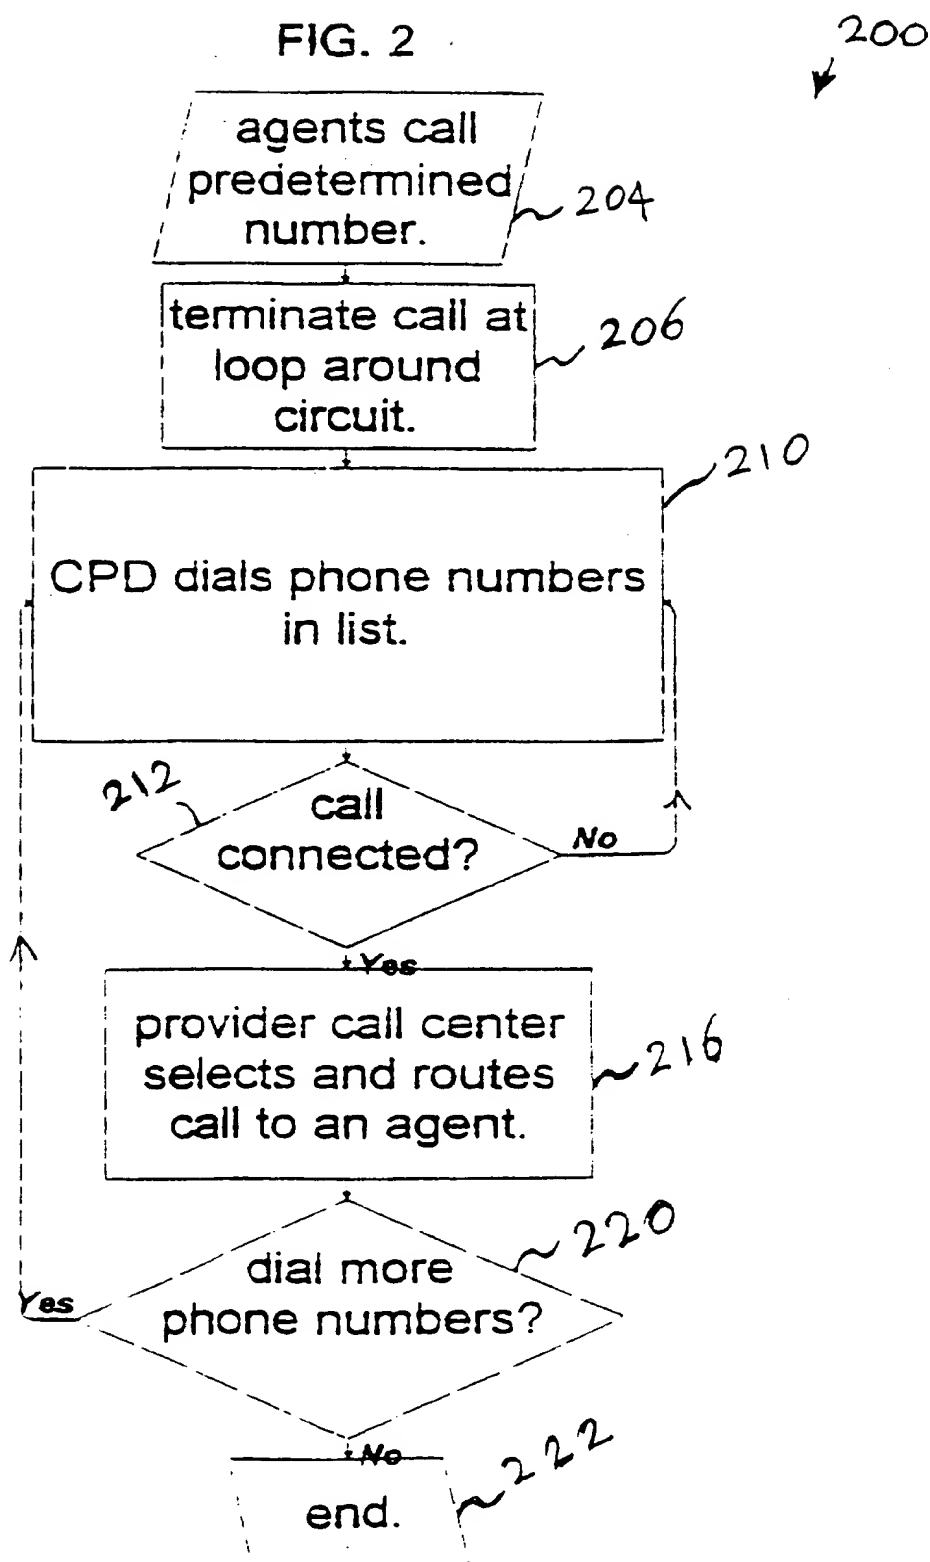 FIG. 2
200
agents call
predetermined
number.
204
terminate call at
loop around
circuit.
206
210
CPD dials phone numbers
in list.
212
call
connected?
No
Yes
provider call center
selects and routes
call to an agent.
216
220
dial more
phone numbers?
Yes
No
222
end.